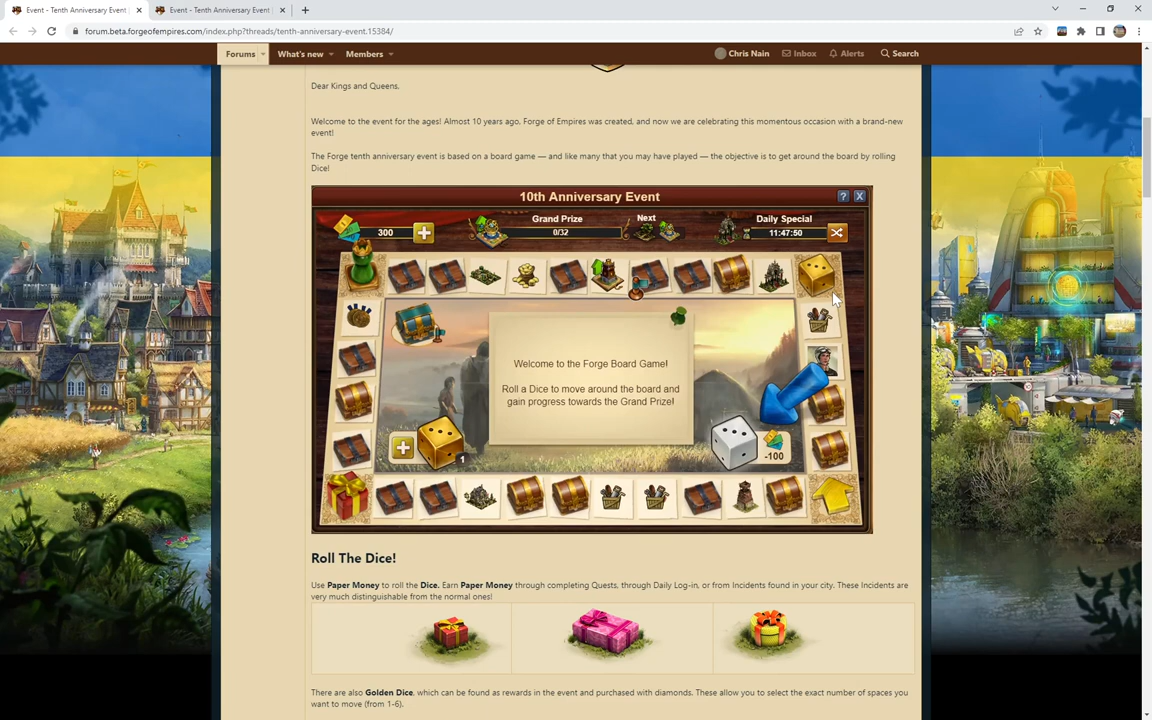 Event - Tenth Anniversary Event
Event - Tenth Anniversary Event
forum.beta.forgeofempires.com/index.php?threads/tenth-anniversary-event.15384/
Forums What's new Members Chris Nain Inbox Alerts Search
Dear Kings and Queens,
Welcome to the event for the ages! Almost 10 years ago, Forge of Empires was created, and now we are celebrating this momentous occasion with a brand-new
event!
The Forge tenth anniversary event is based on a board game — and like many that you may have played — the objective is to get around the board by rolling
Dice!
10th Anniversary Event
? X
Grand Prize Next Daily Special
300 0/32 11:47:50
Welcome to the Forge Board Game!
Roll a Dice to move around the board and
gain progress towards the Grand Prize!
1 -100
Roll The Dice!
Use Paper Money to roll the Dice. Earn Paper Money through completing Quests, through Daily Log-in, or from Incidents found in your city. These Incidents are
very much distinguishable from the normal ones!
There are also Golden Dice, which can be found as rewards in the event and purchased with diamonds. These allow you to select the exact number of spaces you
want to move (from 1-6).